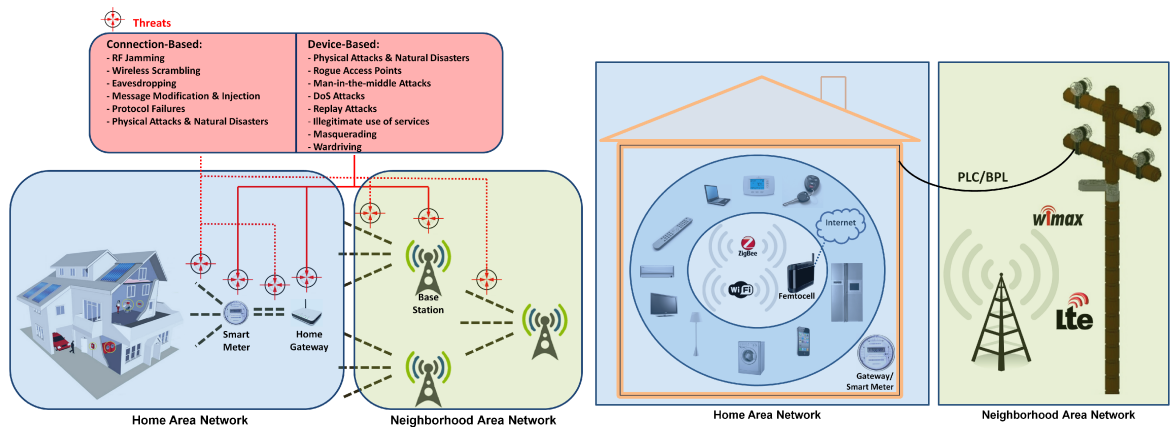 Threats
Connection-Based:
- RF Jamming
- Wireless Scrambling
- Eavesdropping
- Message Modification & Injection
- Protocol Failures
- Physical Attacks & Natural Disasters
Device-Based:
- Physical Attacks & Natural Disasters
- Rogue Access Points
- Man-in-the-middle Attacks
- DoS Attacks
- Replay Attacks
- Illegitimate use of services
- Masquerading
- Wardriving
Smart
Meter
Home
Gateway
Base
Station
Home Area Network
Neighborhood Area Network
Internet
ZigBee
Wi Fi
Femtocell
Gateway/
Smart Meter
Home Area Network
PLC/BPL
wimax
Lte
Neighborhood Area Network